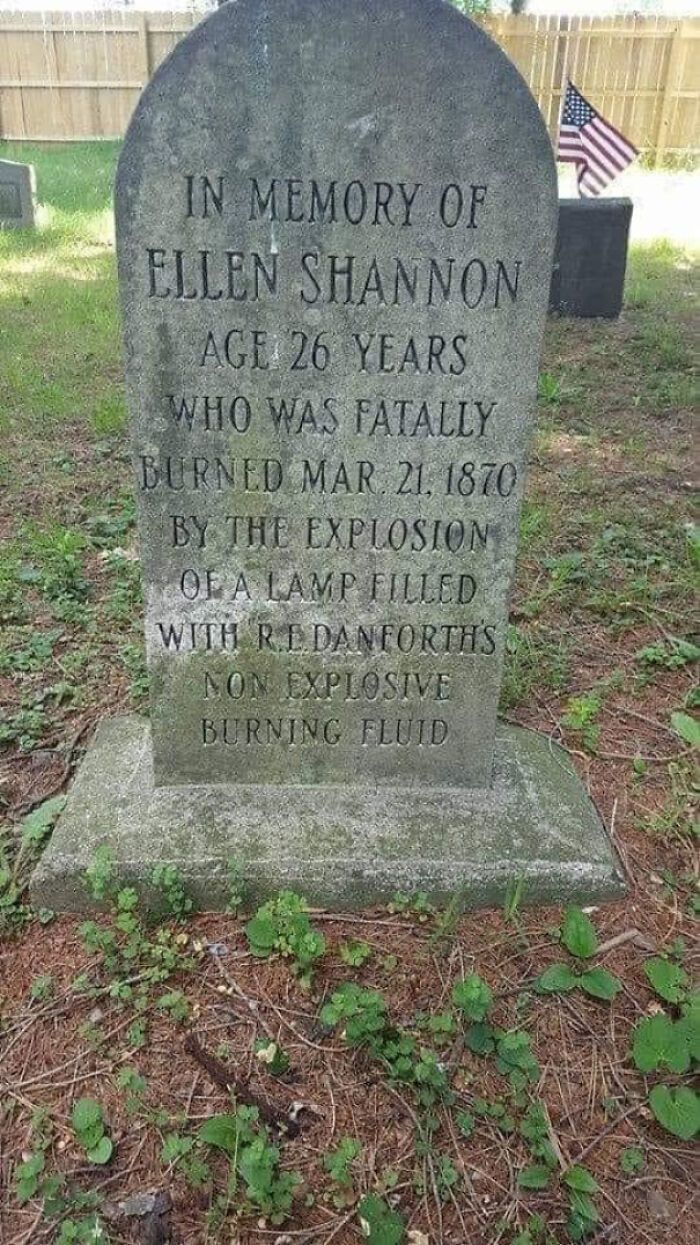 IN MEMORY OF
ELLEN SHANNON
AGE 26 YEARS
WHO WAS FATALLY
BURNED MAR. 21, 1870
BY THE EXPLOSION
OF A LAMP FILLED
WITH R.E. DANFORTH'S
NON EXPLOSIVE
BURNING FLUID